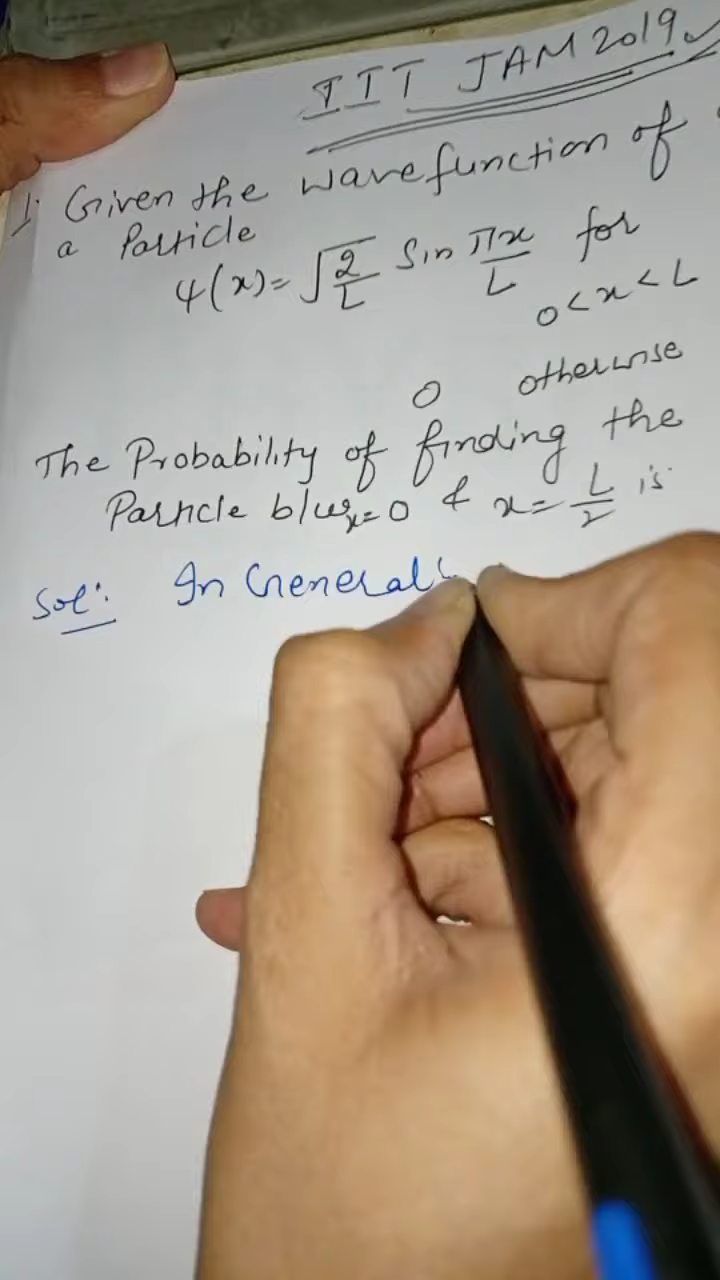 IIT JAM 2019
1. Given the wavefunction of
a Particle
ψ(x)= √2/L Sin πx/L for
0<x<L
0 otherwise
The Probability of finding the
Particle b/w x=0 & x= L/2 is
Sol: In General